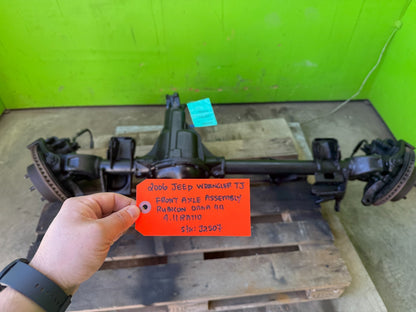 2006 JEEP WRANGLER TJ
FRONT AXLE ASSEMBLY
RUBICON DANA 44
4.11 RATIO